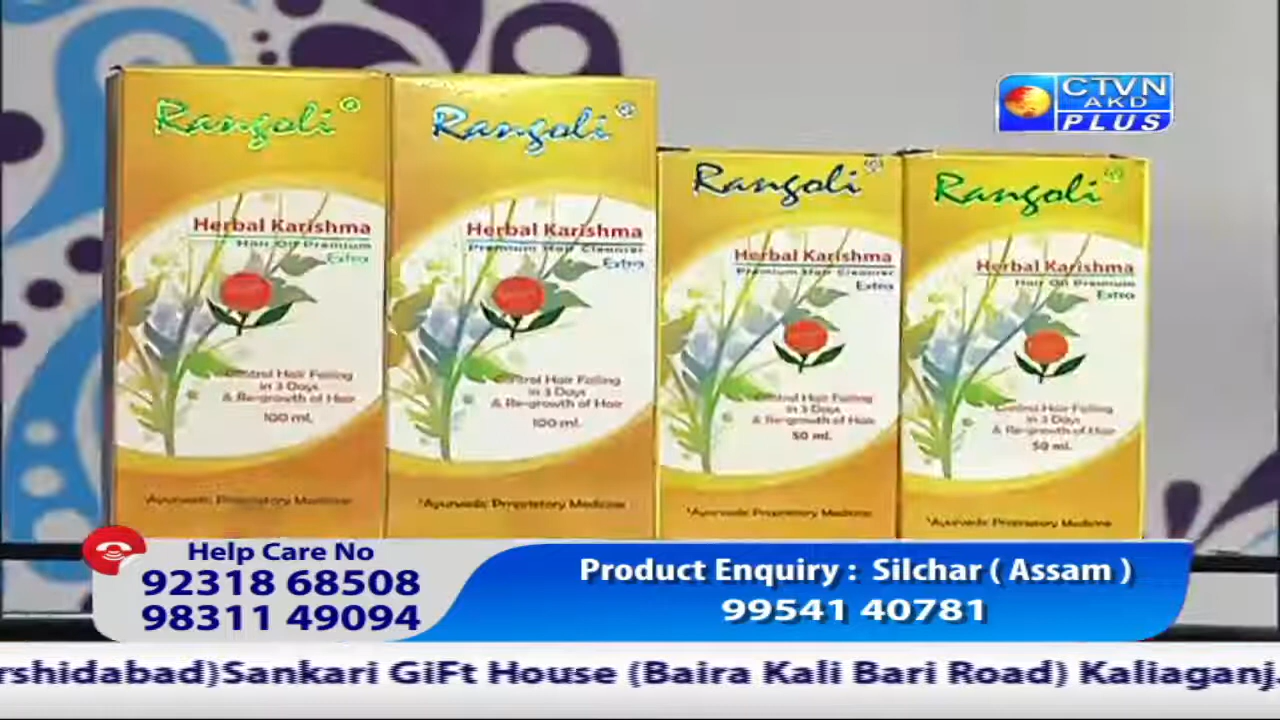 CTVN
AKD
PLUS
Rangoli®
Herbal Karishma
Hair Oil Premium
Extra
Control Hair Falling
in 3 Days
& Re-growth of Hair
100 ml.
*Ayurvedic Proprietory Medicine
Rangoli®
Herbal Karishma
Premium Hair Cleanser
Extra
Control Hair Falling
in 3 Days
& Re-growth of Hair
100 ml.
*Ayurvedic Proprietory Medicine
Rangoli®
Herbal Karishma
Premium Hair Cleanser
Extra
Control Hair Falling
in 3 Days
& Re-growth of Hair
50 ml.
*Ayurvedic Proprietory Medicine
Rangoli®
Herbal Karishma
Hair Oil Premium
Extra
Control Hair Falling
in 3 Days
& Re-growth of Hair
50 ml.
*Ayurvedic Proprietory Medicine
Help Care No
92318 68508
98311 49094
Product Enquiry : Silchar ( Assam )
99541 40781
rshidabad)Sankari GiFt House (Baira Kali Bari Road) Kaliaganj.